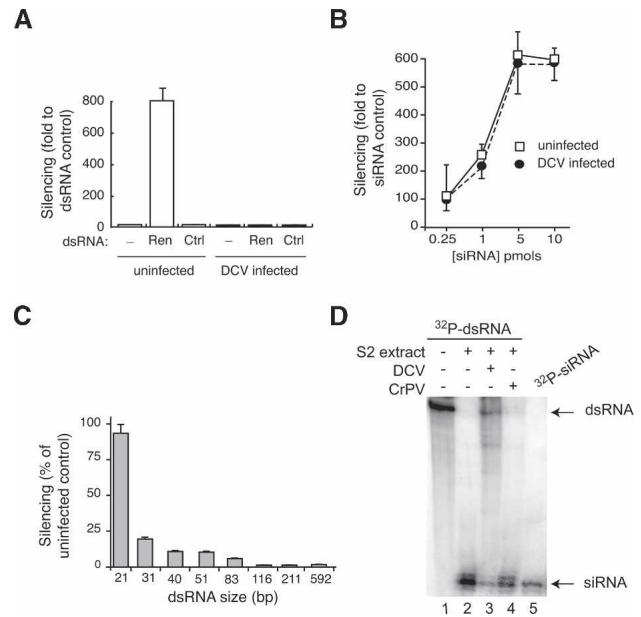 A
Silencing (fold to
dsRNA control)
800
600
400
200
0
dsRNA: – Ren Ctrl – Ren Ctrl
uninfected DCV infected
B
Silencing (fold to
siRNA control)
600
500
400
300
200
100
0
uninfected
DCV infected
0.25 1 5 10
[siRNA] pmols
C
Silencing (% of
uninfected control)
100
75
50
25
0
21 31 40 51 83 116 211 592
dsRNA size (bp)
D
32P-dsRNA
S2 extract - + + +
DCV - - + -
CrPV - - - +
32P-siRNA
dsRNA
siRNA
1 2 3 4 5